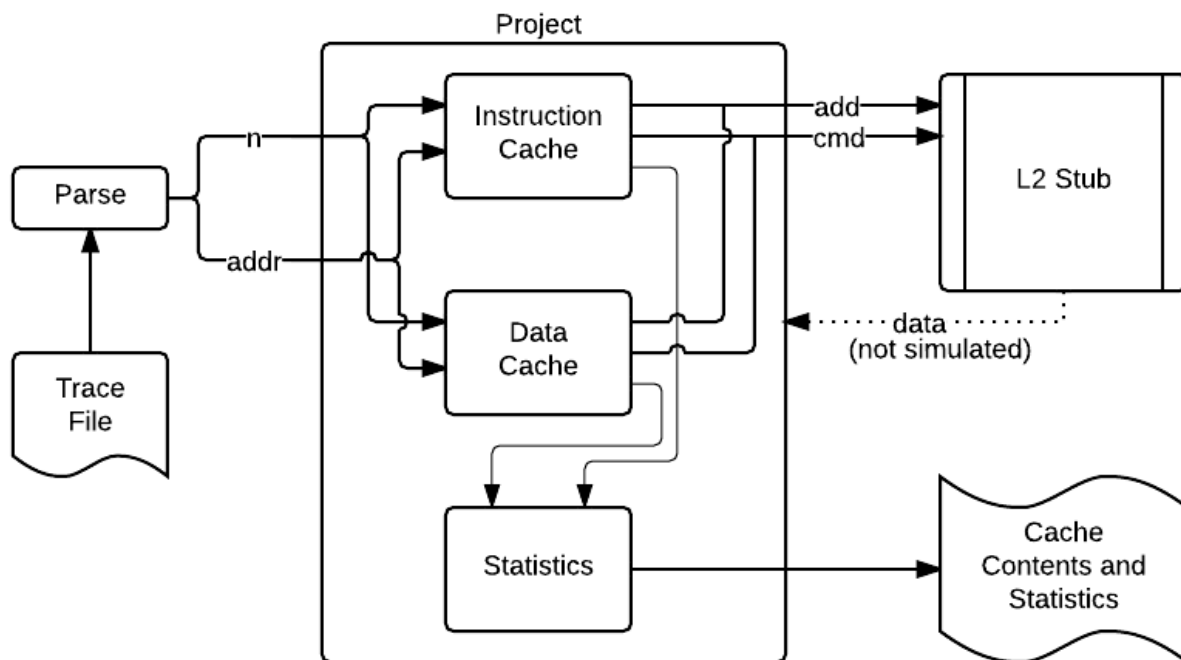 Project
Instruction
Cache
add
cmd
n
L2 Stub
Parse
addr
Data
Cache
data
(not simulated)
Trace
File
Statistics
Cache
Contents and
Statistics